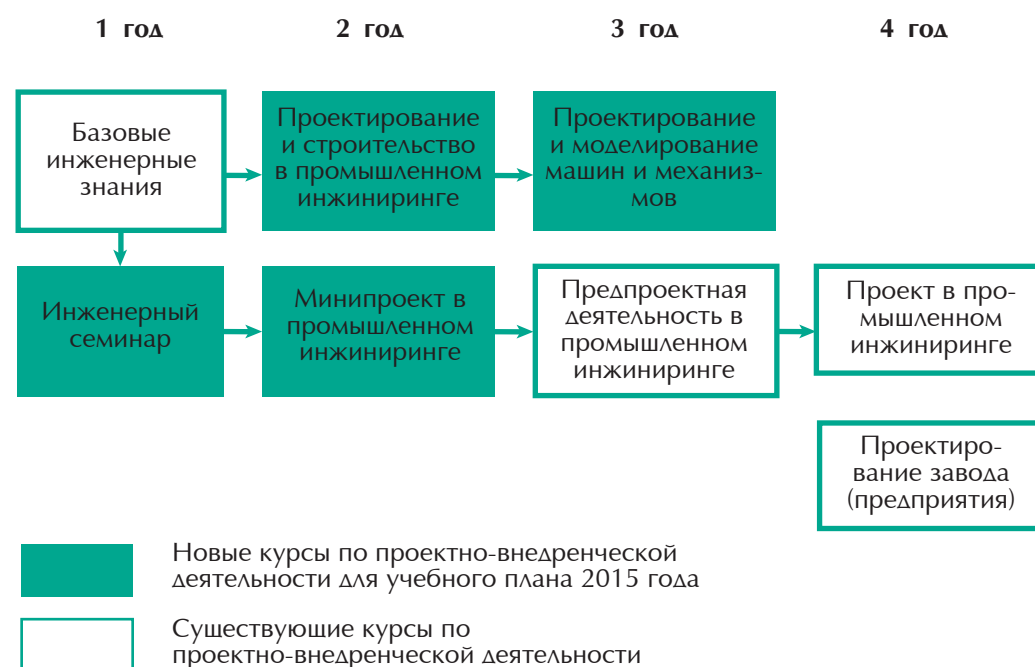 1 год
2 год
3 год
4 год
Базовые
инженерные
знания
Проектирование
и строительство
в промышленном
инжиниринге
Проектирование
и моделирование
машин и механиз-
мов
Инженерный
семинар
Минипроект в
промышленном
инжиниринге
Предпроектная
деятельность в
промышленном
инжиниринге
Проект в про-
мышленном
инжиниринге
Проектиро-
вание завода
(предприятия)
Новые курсы по проектно-внедренческой
деятельности для учебного плана 2015 года
Существующие курсы по
проектно-внедренческой деятельности